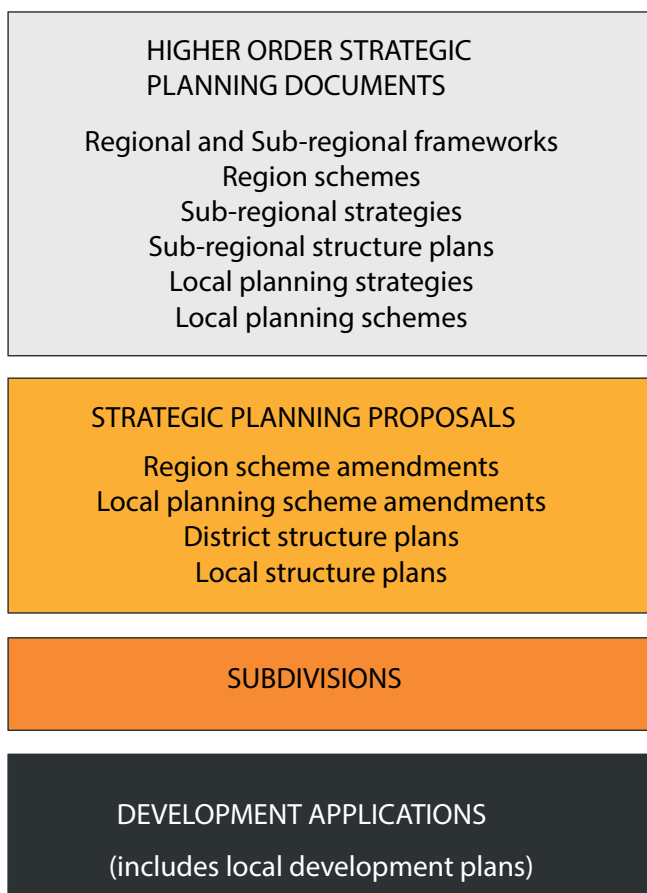 HIGHER ORDER STRATEGIC
PLANNING DOCUMENTS
Regional and Sub-regional frameworks
Region schemes
Sub-regional strategies
Sub-regional structure plans
Local planning strategies
Local planning schemes
STRATEGIC PLANNING PROPOSALS
Region scheme amendments
Local planning scheme amendments
District structure plans
Local structure plans
SUBDIVISIONS
DEVELOPMENT APPLICATIONS
(includes local development plans)